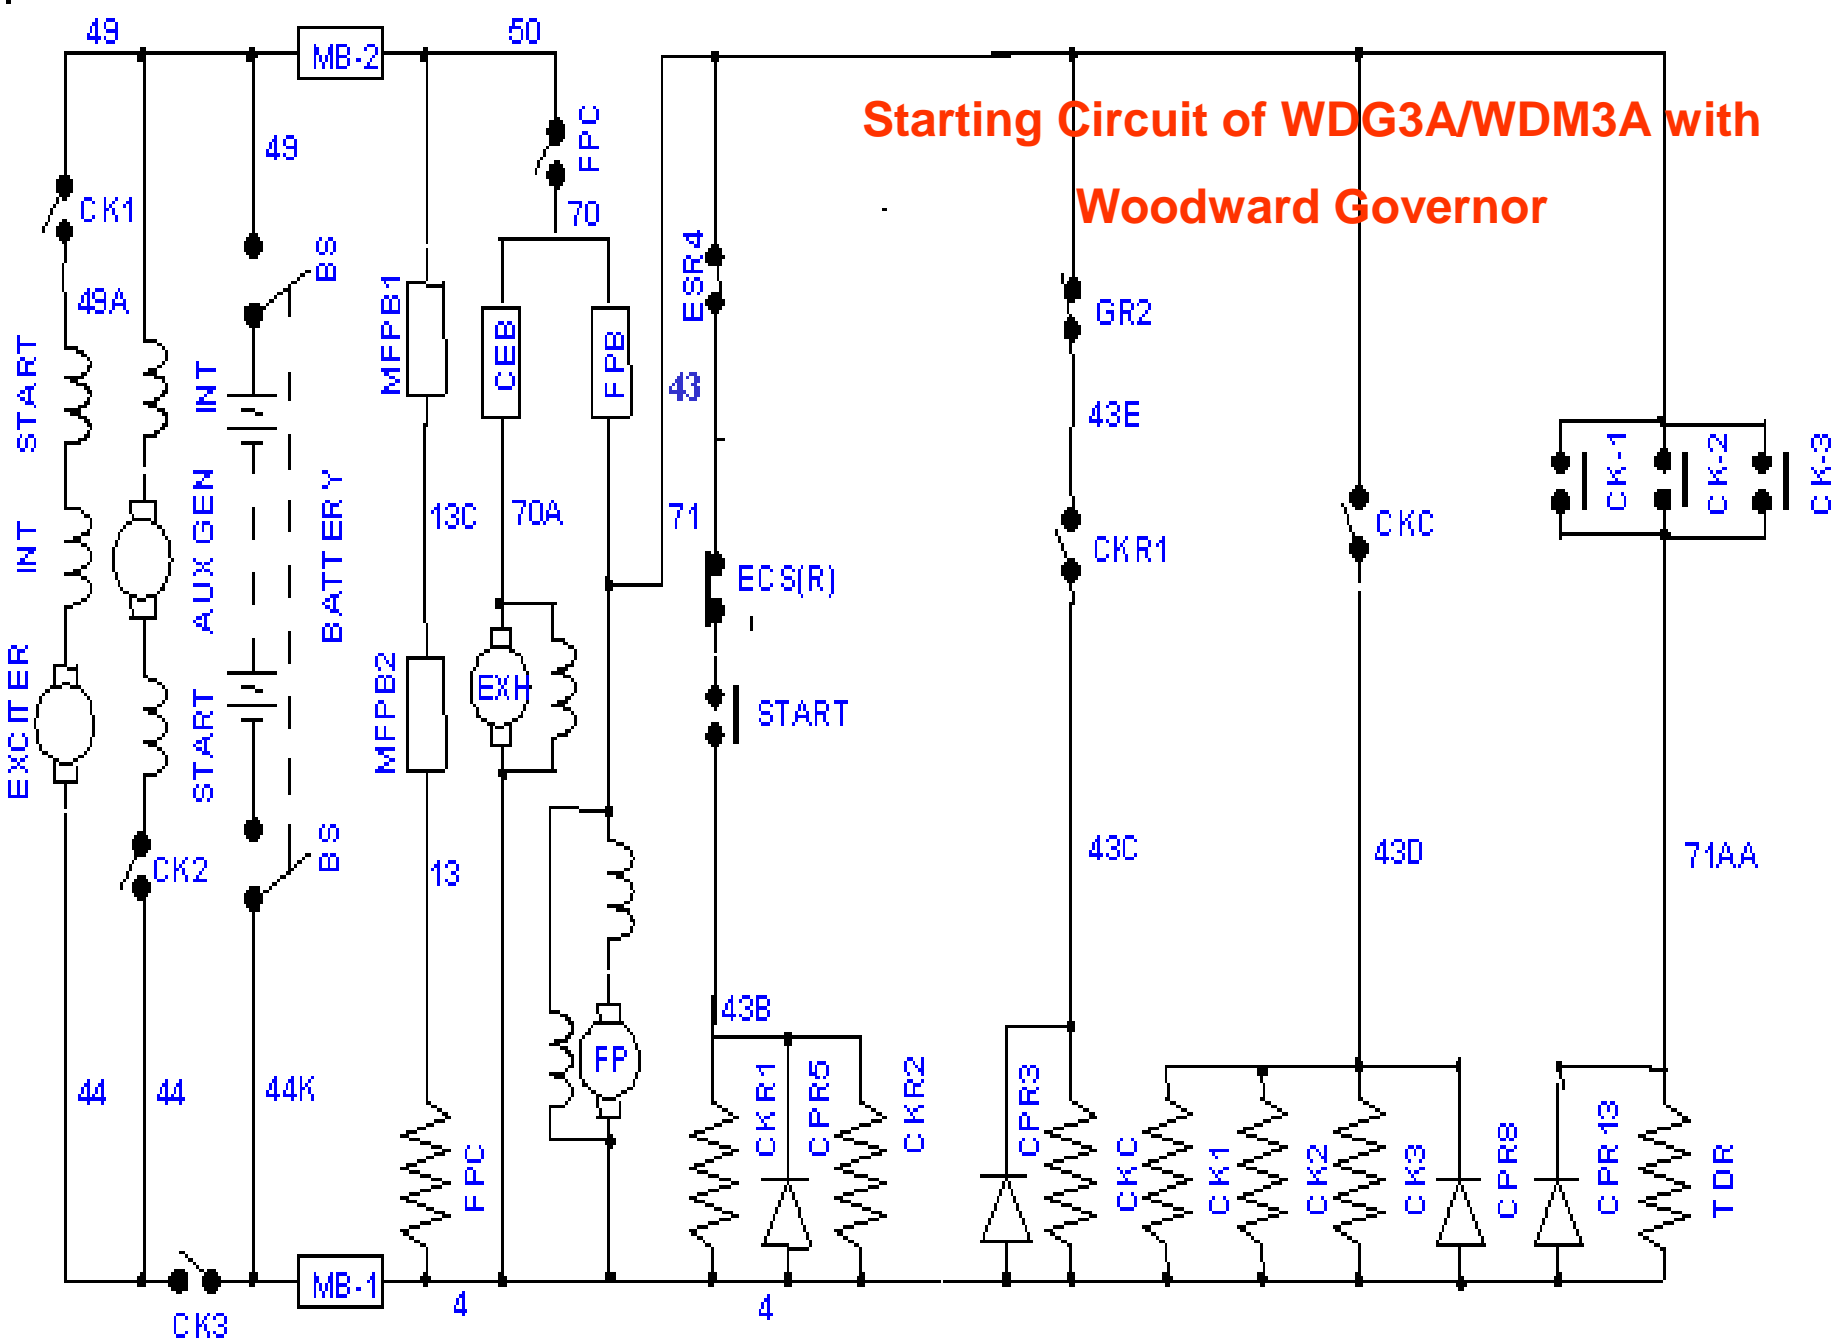 49
MB-2
50
Starting Circuit of WDG3A/WDM3A with
Woodward Governor
FPC
49
CK1
70
BS
ESR4
49A
MFPB1
CEB
FPB
GR2
START
INT
43
43E
CK-1
CK-2
CK-3
INT
AUXGEN
BATTERY
13C
70A
71
CKR1
CKC
ECS(R)
EXCITER
START
MFPB2
EXH
START
CK2
BS
13
43C
43D
71AA
43B
FP
44
44
44K
FPC
CKR1
CPR5
CKR2
CPR3
CKC
CK1
CK2
CK3
CPR8
CPR13
TDR
MB-1
4
4
CK3